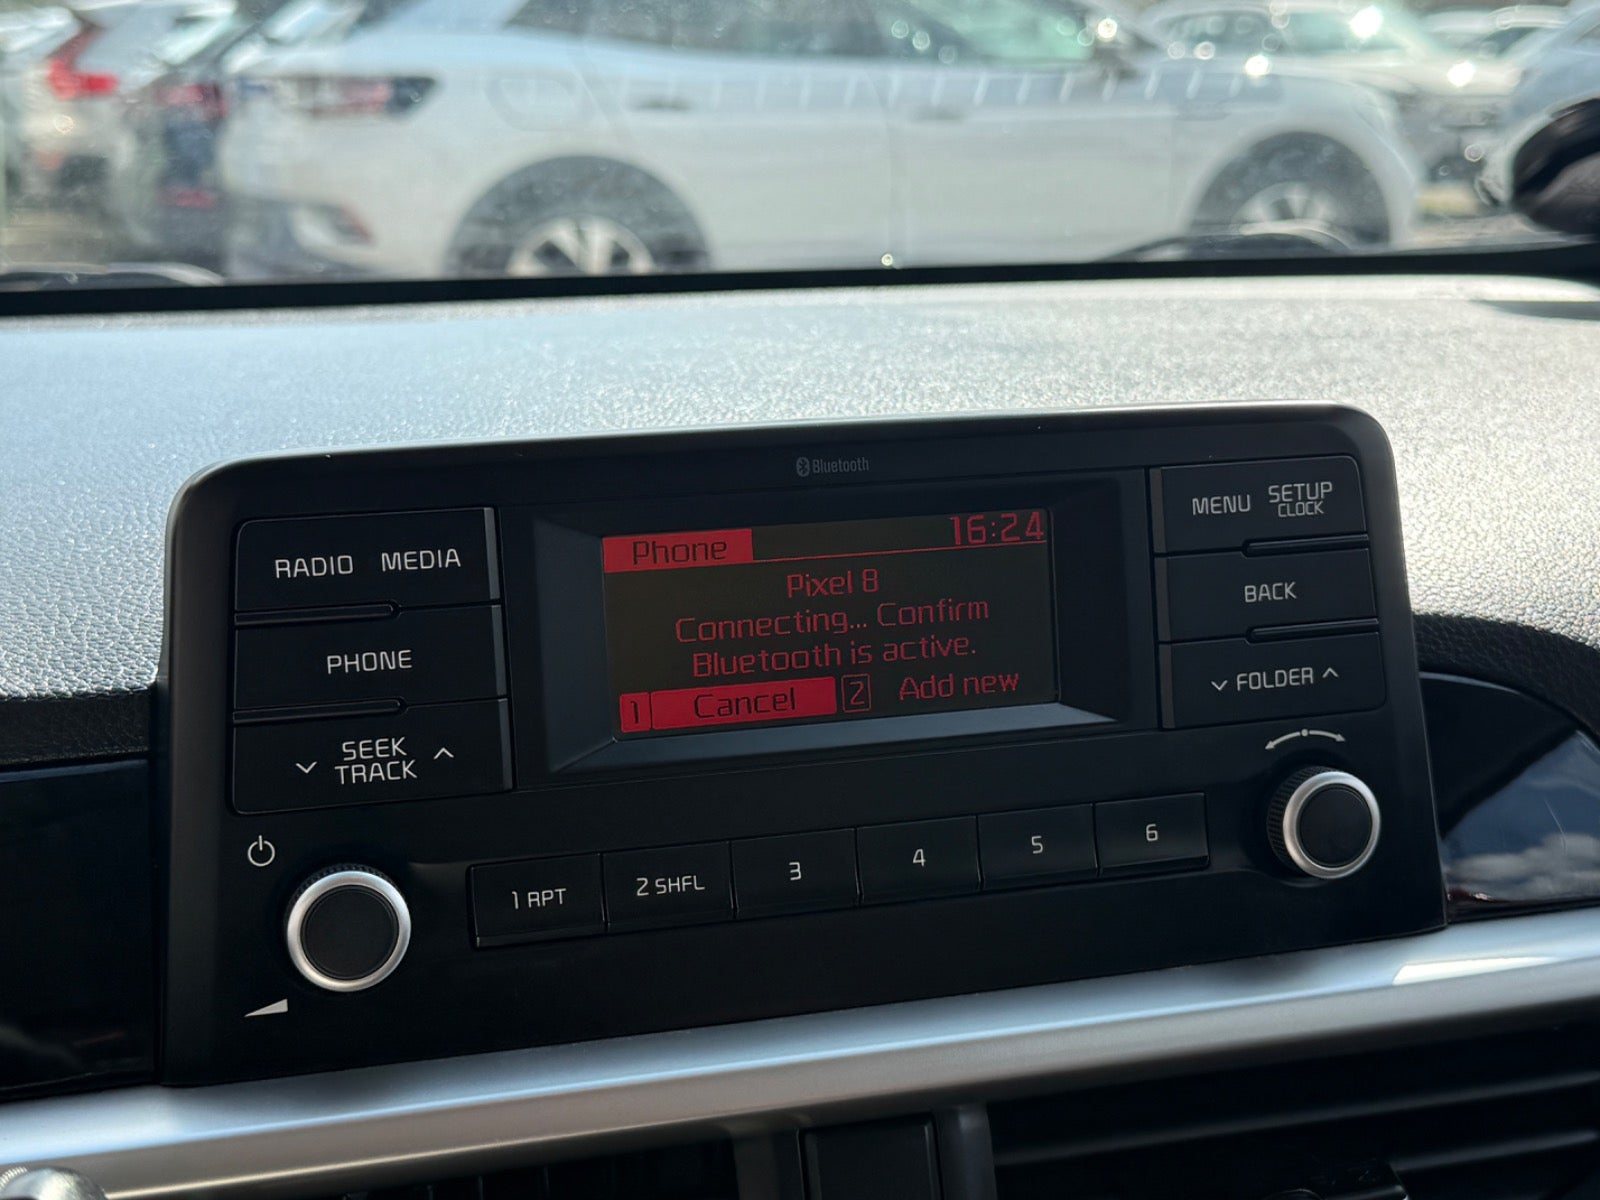 Bluetooth
RADIO MEDIA
PHONE
SEEK
TRACK
Phone 16:24
Pixel 8
Connecting... Confirm
Bluetooth is active.
1 Cancel 2 Add new
MENU SETUP
CLOCK
BACK
FOLDER
1 RPT 2 SHFL 3 4 5 6